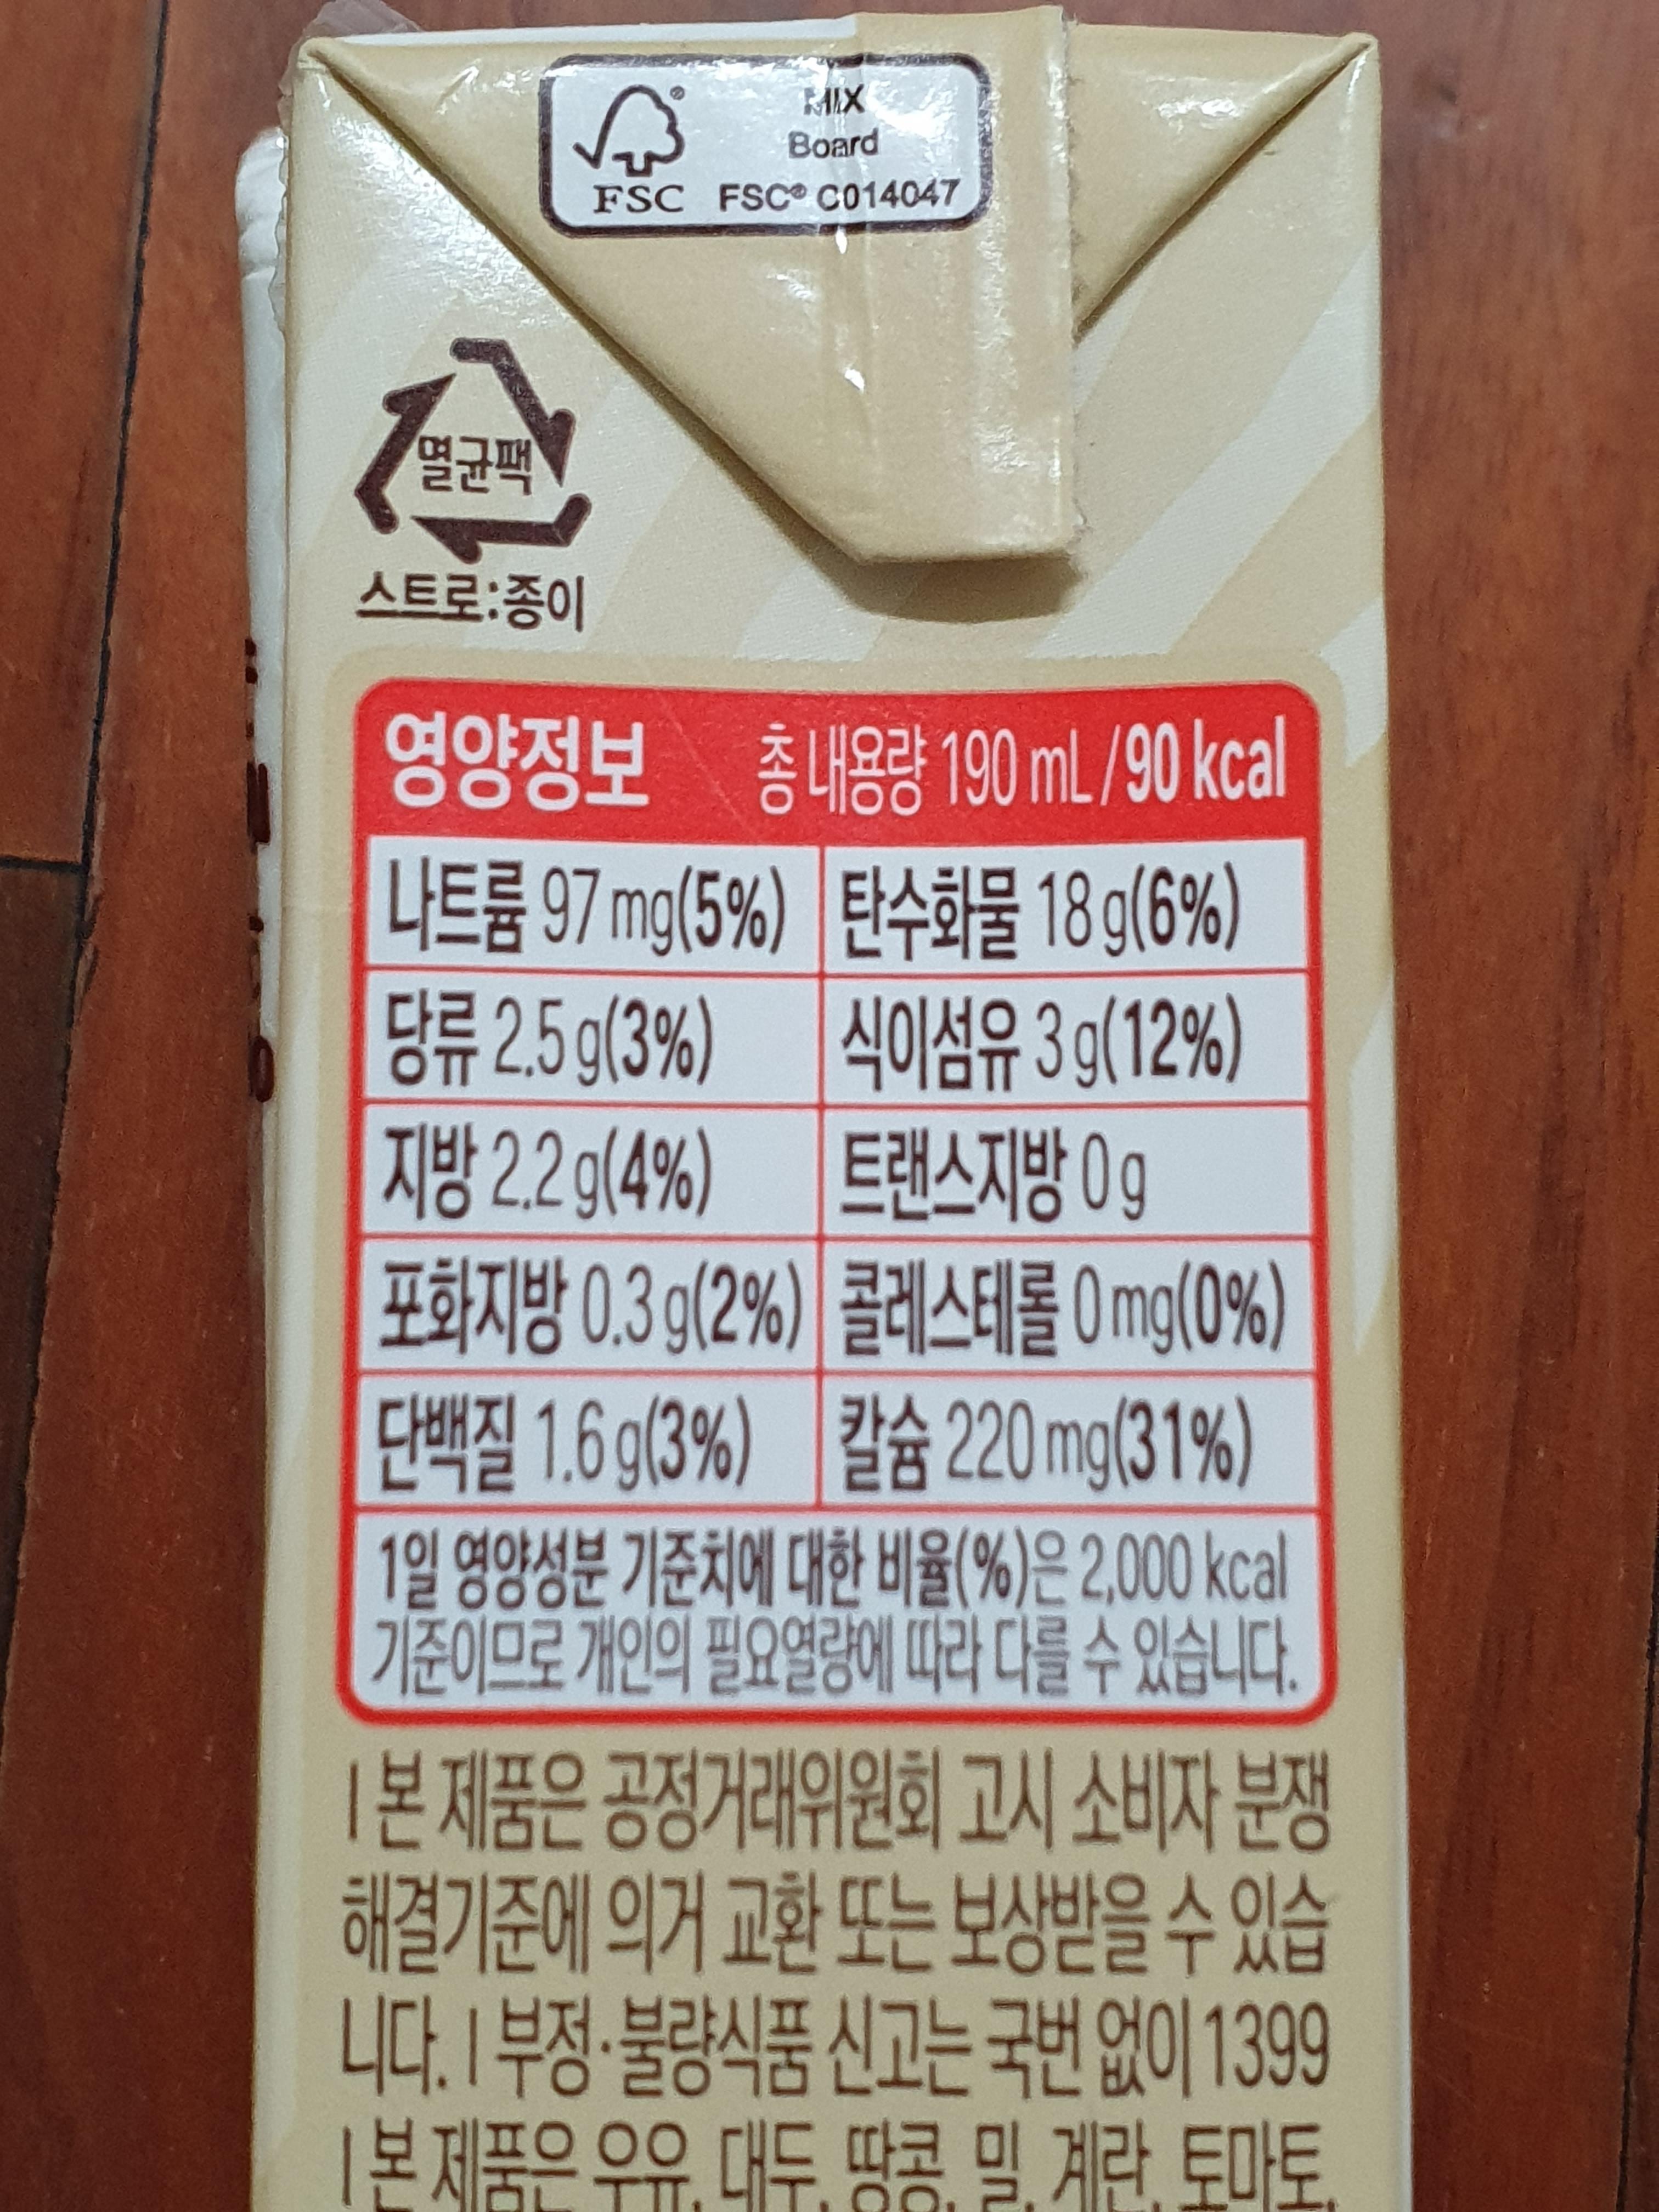 MIX
Board
FSC® FSC® C014047
멸균팩
스트로:종이
영양정보 총 내용량 190 mL/90 kcal
나트륨 97 mg(5%) 탄수화물 18 g(6%)
당류 2.5 g(3%) 식이섬유 3 g(12%)
지방 2.2 g(4%) 트랜스지방 0 g
포화지방 0.3 g(2%) 콜레스테롤 0 mg(0%)
단백질 1.6 g(3%) 칼슘 220 mg(31%)
1일 영양성분 기준치에 대한 비율(%)은 2,000 kcal
기준이므로 개인의 필요열량에 따라 다를 수 있습니다.
| 본 제품은 공정거래위원회 고시 소비자 분쟁
해결기준에 의거 교환 또는 보상받을 수 있습
니다. | 부정·불량식품 신고는 국번 없이 1399
| 본 제품은 우유, 대두, 땅콩, 밀, 계란, 토마토,